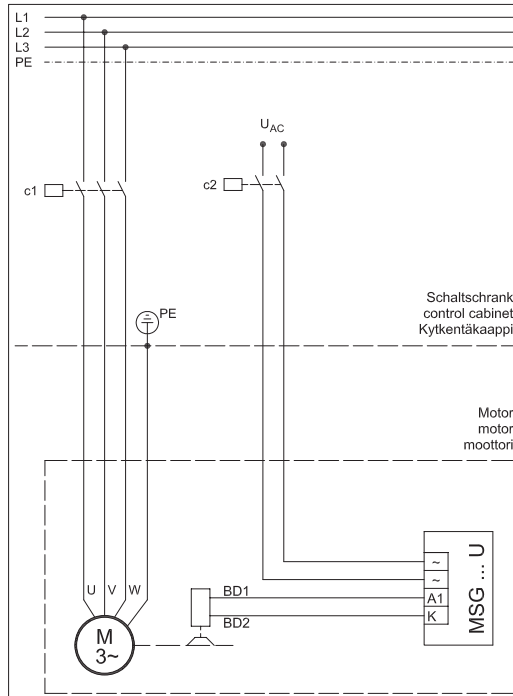 L1
L2
L3
PE
U_AC
c1
c2
PE
Schaltschrank
control cabinet
Kytkentäkaappi
Motor
motor
moottori
U V W
M
3~
BD1
BD2
~
~
A1
K
MSG ... U